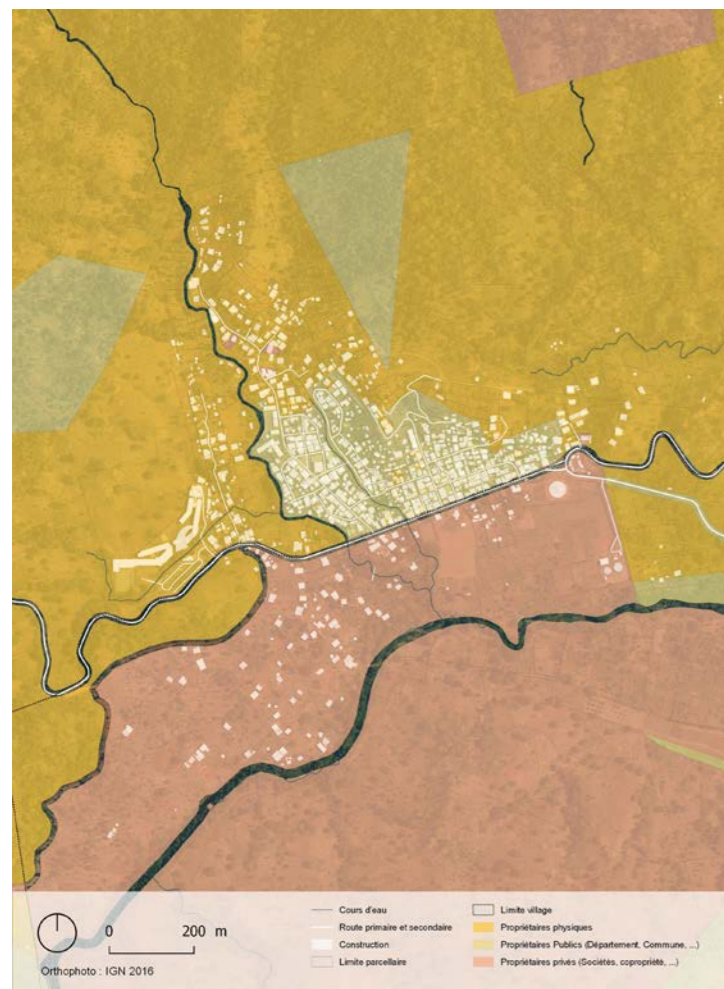 Cours d'eau
Route primaire et secondaire
Construction
Limite parcellaire
Limite village
Propriétaires physiques
Propriétaires Publics (Département, Commune, ...)
Propriétaires privés (Sociétés, copropriété, ...)
0 200 m
Orthophoto : IGN 2016